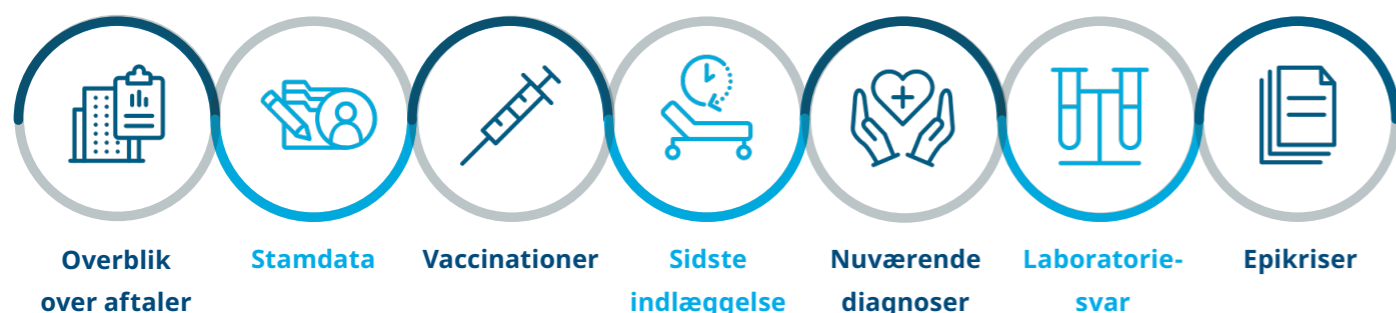 Overblik
over aftaler
Stamdata
Vaccinationer
Sidste
indlæggelse
Nuværende
diagnoser
Laboratorie-
svar
Epikriser